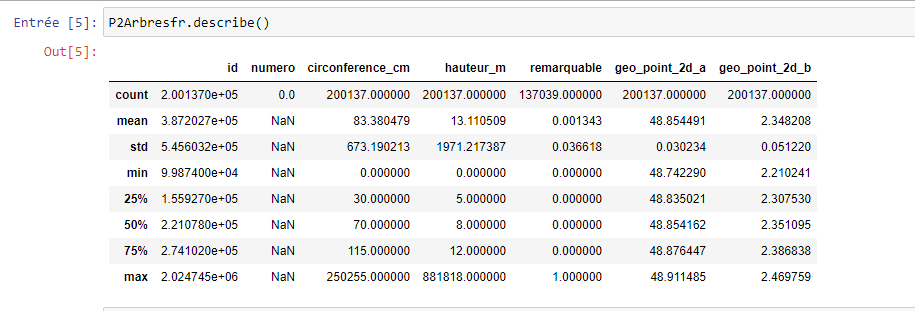 Entrée [5]: P2Arbresfr.describe()
Out[5]:
id numero circonference_cm hauteur_m remarquable geo_point_2d_a geo_point_2d_b
count 2.001370e+05 0.0 200137.000000 200137.000000 137039.000000 200137.000000 200137.000000
mean 3.872027e+05 NaN 83.380479 13.110509 0.001343 48.854491 2.348208
std 5.456032e+05 NaN 673.190213 1971.217387 0.036618 0.030234 0.051220
min 9.987400e+04 NaN 0.000000 0.000000 0.000000 48.742290 2.210241
25% 1.559270e+05 NaN 30.000000 5.000000 0.000000 48.835021 2.307530
50% 2.210780e+05 NaN 70.000000 8.000000 0.000000 48.854162 2.351095
75% 2.741020e+05 NaN 115.000000 12.000000 0.000000 48.876447 2.386838
max 2.024745e+06 NaN 250255.000000 881818.000000 1.000000 48.911485 2.469759